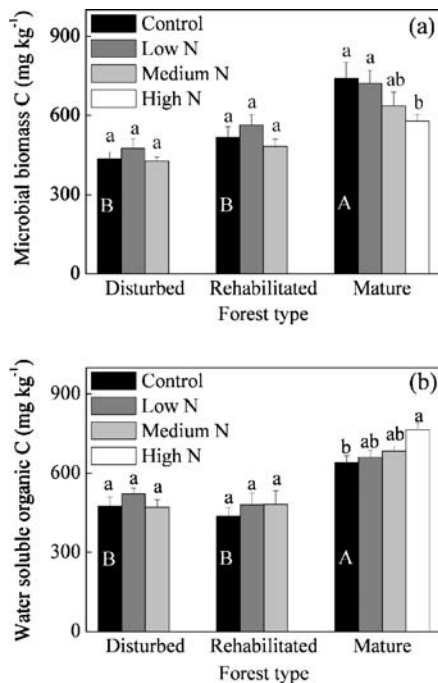 (a)
Control
Low N
Medium N
High N
900
600
300
0
Microbial biomass C (mg kg⁻¹)
a a a
a a a
a a ab b
B B A
Disturbed Rehabilitated Mature
Forest type
(b)
Control
Low N
Medium N
High N
900
600
300
0
Water soluble organic C (mg kg⁻¹)
a a a
a a a
b ab ab a
B B A
Disturbed Rehabilitated Mature
Forest type